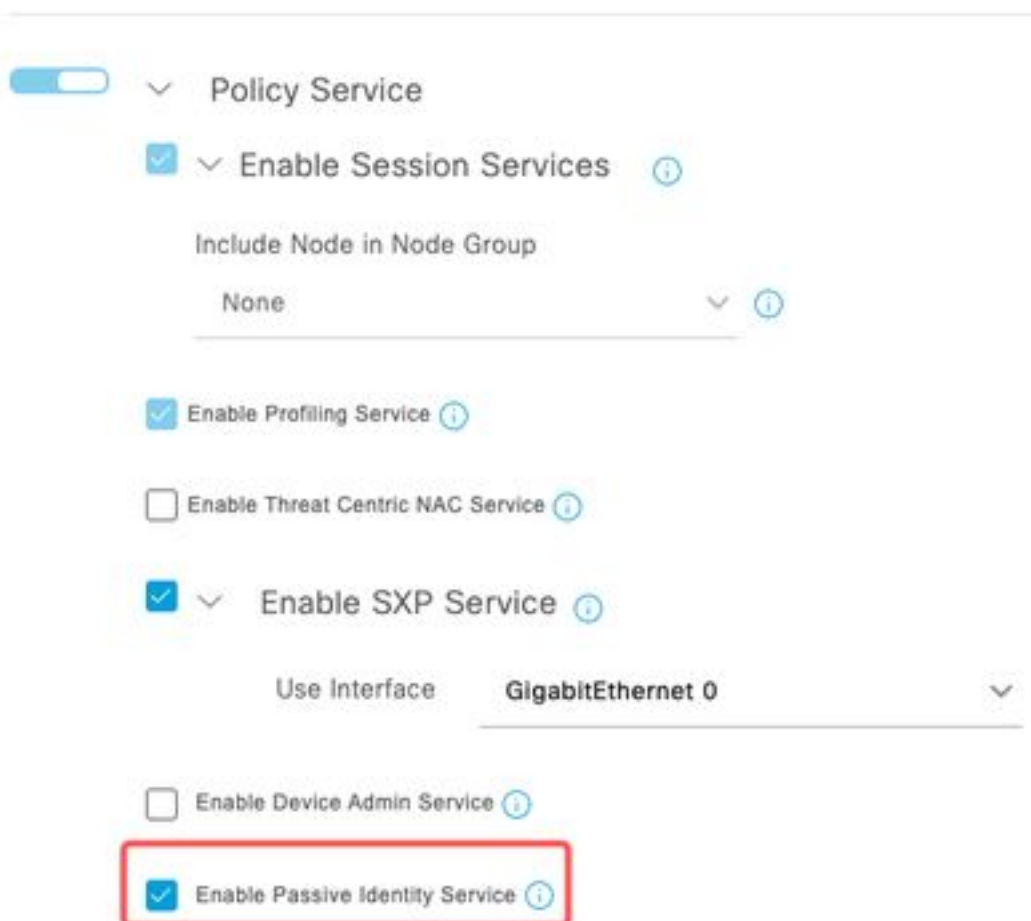 Policy Service
Enable Session Services
Include Node in Node Group
None
Enable Profiling Service
Enable Threat Centric NAC Service
Enable SXP Service
Use Interface GigabitEthernet 0
Enable Device Admin Service
Enable Passive Identity Service